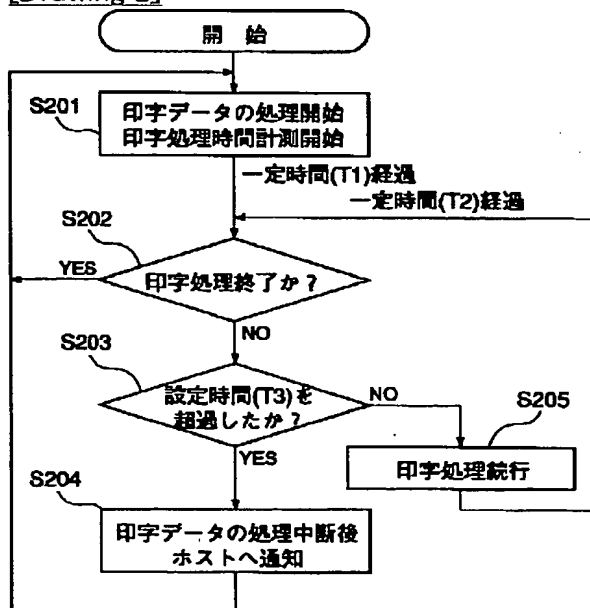 開 始
S201
印字データの処理開始
印字処理時間計測開始
一定時間(T1)経過
一定時間(T2)経過
S202
YES
印字処理終了か？
NO
S203
設定時間(T3)を
超過したか？
NO
S205
YES
印字処理続行
S204
印字データの処理中断後
ホストへ通知